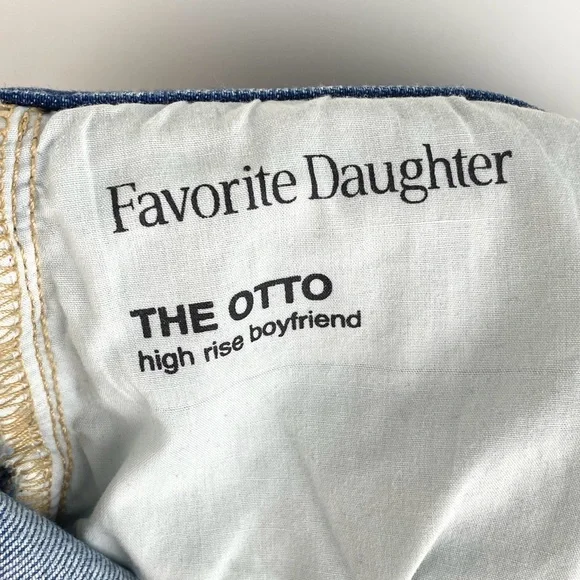 Favorite Daughter
THE OTTO
high rise boyfriend